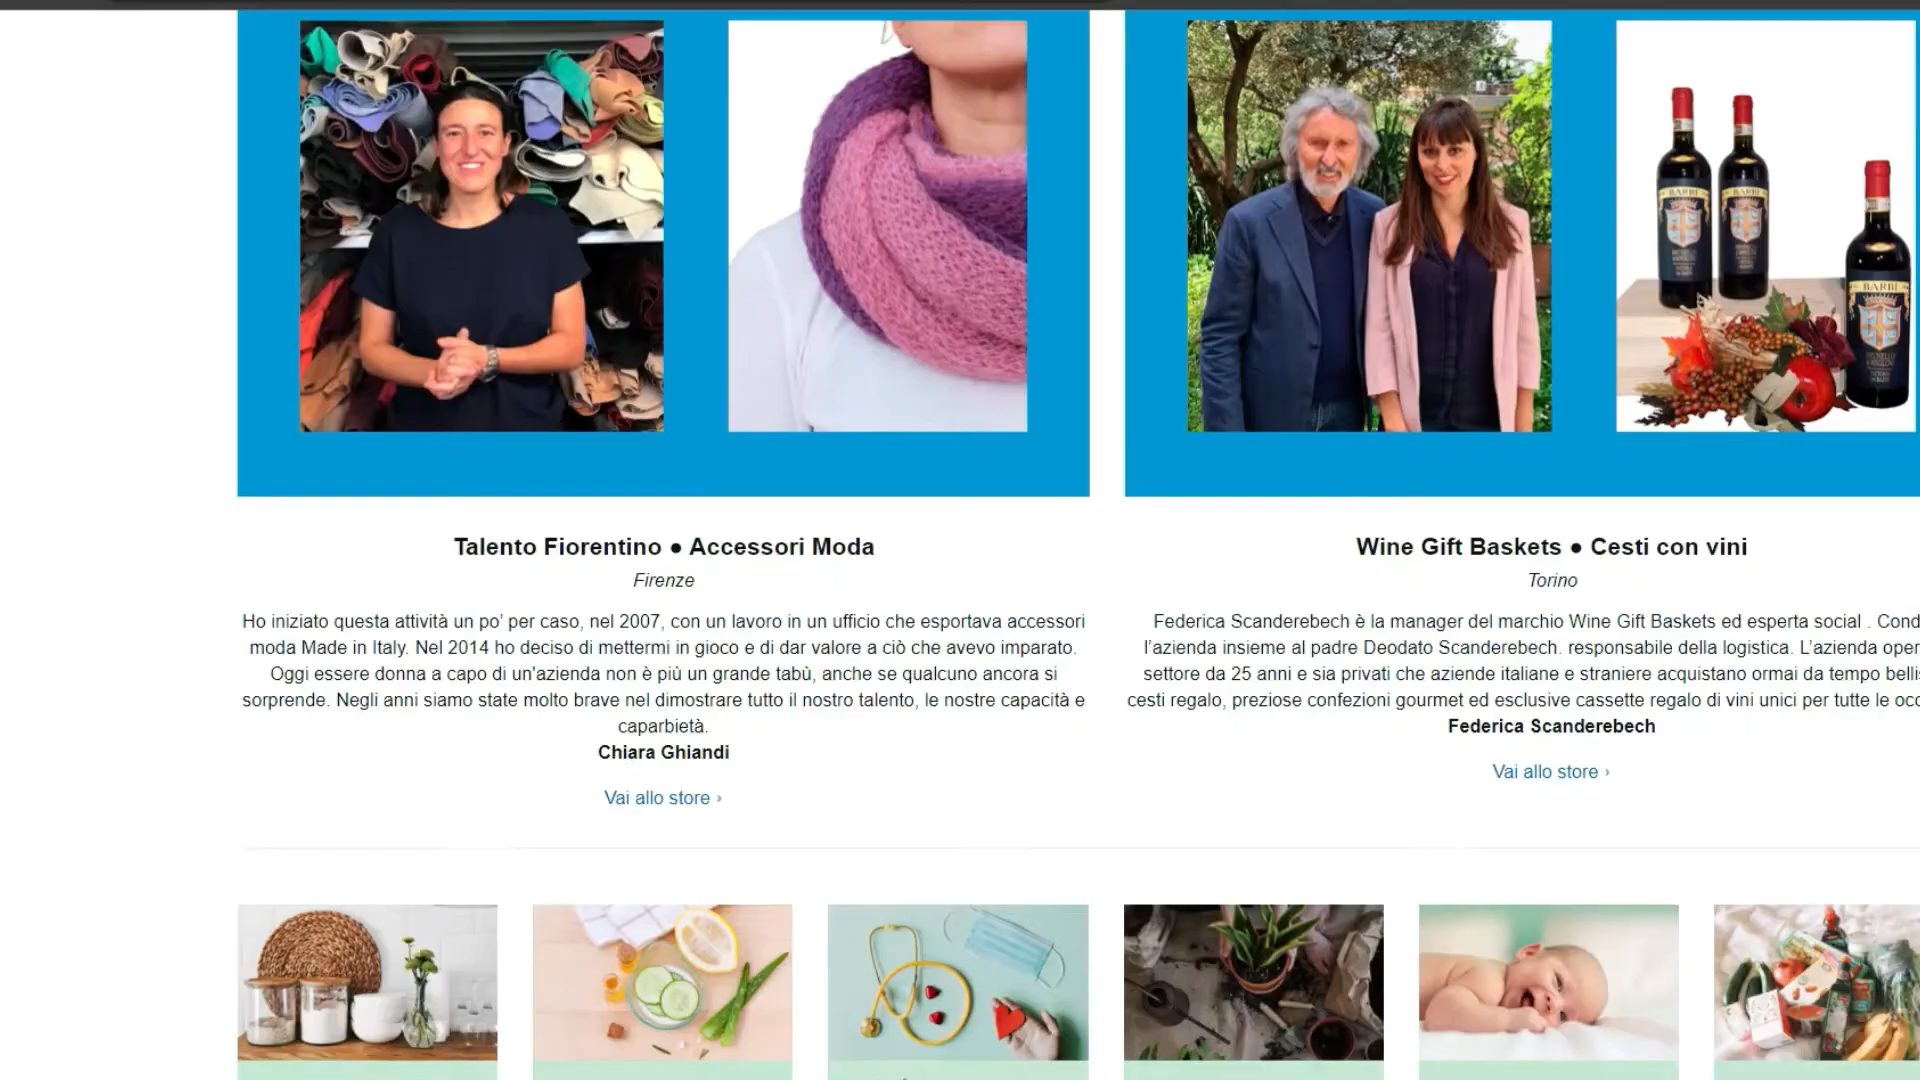 BARBI
BARBI
BARBI
Talento Fiorentino ● Accessori Moda
Firenze
Ho iniziato questa attività un po’ per caso, nel 2007, con un lavoro in un ufficio che esportava accessori
moda Made in Italy. Nel 2014 ho deciso di mettermi in gioco e di dar valore a ciò che avevo imparato.
Oggi essere donna a capo di un'azienda non è più un grande tabù, anche se qualcuno ancora si
sorprende. Negli anni siamo state molto brave nel dimostrare tutto il nostro talento, le nostre capacità e
caparbietà.
Chiara Ghiandi
Vai allo store ›
Wine Gift Baskets ● Cesti con vini
Torino
Federica Scanderebech è la manager del marchio Wine Gift Baskets ed esperta social . Cond
l’azienda insieme al padre Deodato Scanderebech. responsabile della logistica. L’azienda oper
settore da 25 anni e sia privati che aziende italiane e straniere acquistano ormai da tempo bellis
cesti regalo, preziose confezioni gourmet ed esclusive cassette regalo di vini unici per tutte le occ
Federica Scanderebech
Vai allo store ›